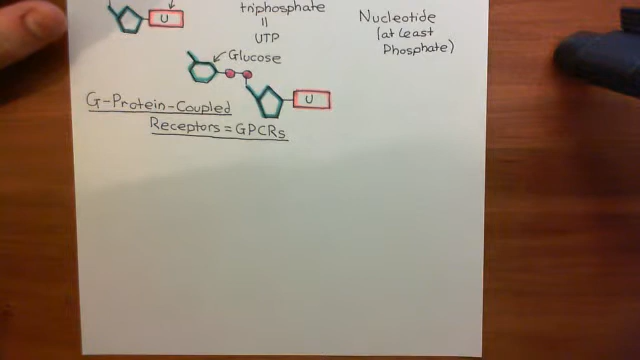 U
triphosphate
=
UTP
Nucleotide
(at least
Phosphate)
Glucose
U
G-Protein-Coupled
Receptors = GPCRs